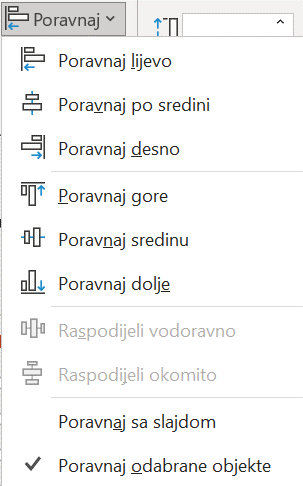 Poravnaj
Poravnaj lijevo
Poravnaj po sredini
Poravnaj desno
Poravnaj gore
Poravnaj sredinu
Poravnaj dolje
Raspodijeli vodoravno
Raspodijeli okomito
Poravnaj sa slajdom
Poravnaj odabrane objekte